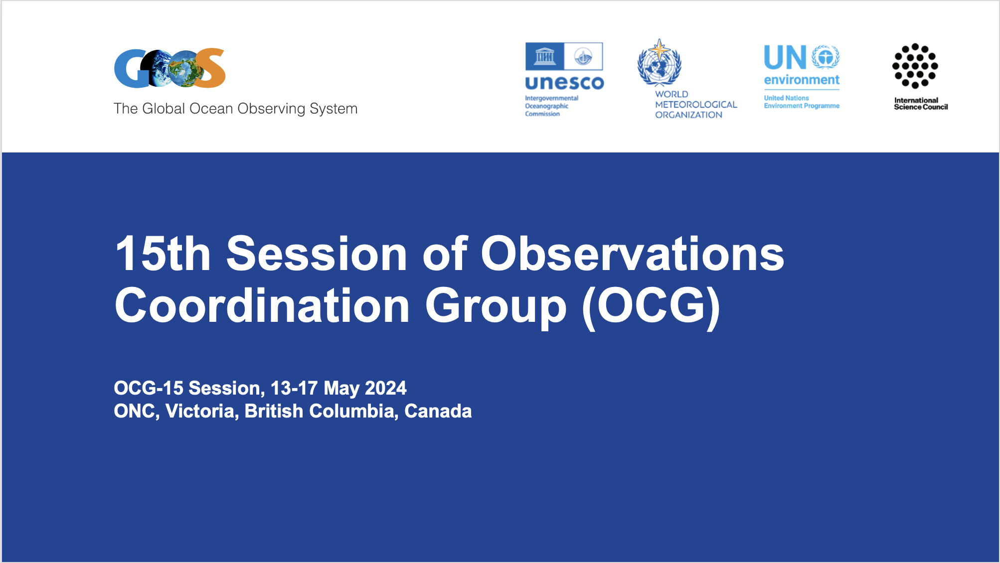 GOOS
The Global Ocean Observing System
unesco
Intergovernmental
Oceanographic
Commission
WORLD
METEOROLOGICAL
ORGANIZATION
UN
environment
United Nations
Environment Programme
International
Science Council
15th Session of Observations
Coordination Group (OCG)
OCG-15 Session, 13-17 May 2024
ONC, Victoria, British Columbia, Canada